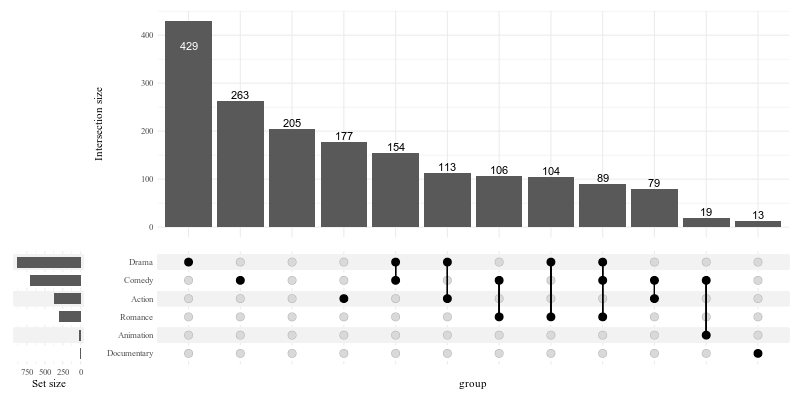 429
263
205
177
154
113
106
104
89
79
19
13
400
300
200
100
0
Intersection size
Drama
Comedy
Action
Romance
Animation
Documentary
750 500 250 0
Set size
group